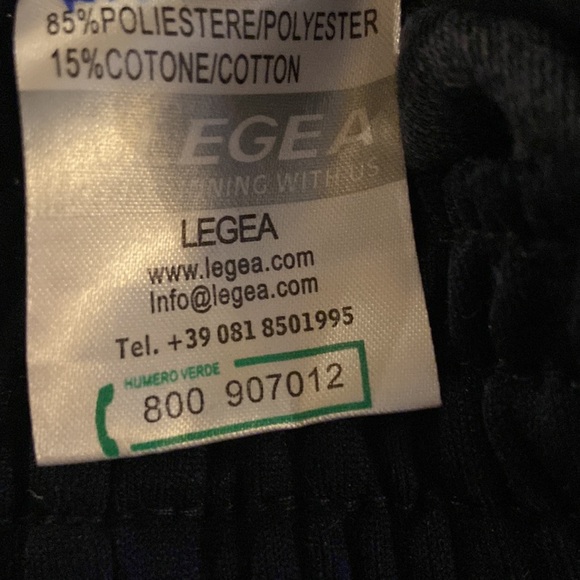 85%POLIESTERE/POLYESTER
15%COTONE/COTTON
LEGEA
WITH US
LEGEA
www.legea.com
Info@legea.com
Tel. +39 081 8501995
NUMERO VERDE
800 907012